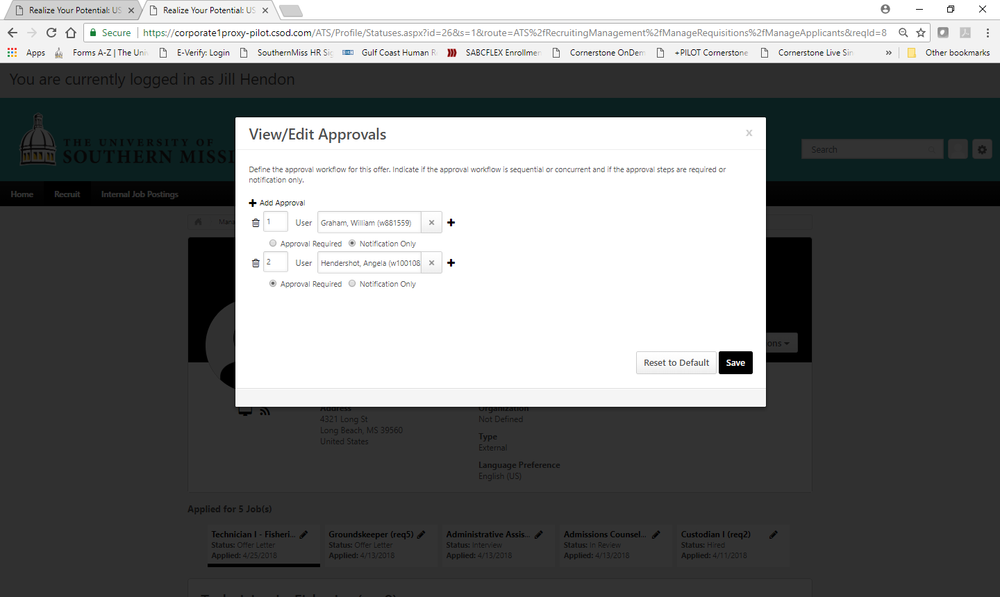 Realize Your Potential: US
Realize Your Potential: US
Secure
https://corporate1proxy-pilot.csod.com/ATS/Profile/Statuses.aspx?id=26&s=1&route=ATS%2fRecruitingManagement%2fManageRequisitions%2fManageApplicants&reqId=8
Apps
Forms A-Z | The Uni
E-Verify: Login
SouthernMiss HR Sig
Gulf Coast Human R
SABCFLEX Enrollmen
Cornerstone OnDem
+PILOT Cornerstone
Cornerstone Live Sin
»
Other bookmarks
You are currently logged in as Jill Hendon
THE UNIVERSITY OF
SOUTHERN MISSI
Search
Home
Recruit
Internal Job Postings
Mana
View/Edit Approvals
x
Define the approval workflow for this offer. Indicate if the approval workflow is sequential or concurrent and if the approval steps are required or
notification only.
Add Approval
1 User Graham, William (w881559)
Approval Required Notification Only
2 User Hendershot, Angela (w100108
Approval Required Notification Only
ons
Reset to Default
Save
Address
4321 Long St
Long Beach, MS 39560
United States
Organization
Not Defined
Type
External
Language Preference
English (US)
Applied for 5 Job(s)
Technician I - Fisheri...
Status: Offer Letter
Applied: 4/25/2018
Groundskeeper (req5)
Status: Offer Letter
Applied: 4/13/2018
Administrative Assis...
Status: Interview
Applied: 4/13/2018
Admissions Counsel...
Status: In Review
Applied: 4/13/2018
Custodian I (req2)
Status: Hired
Applied: 4/11/2018